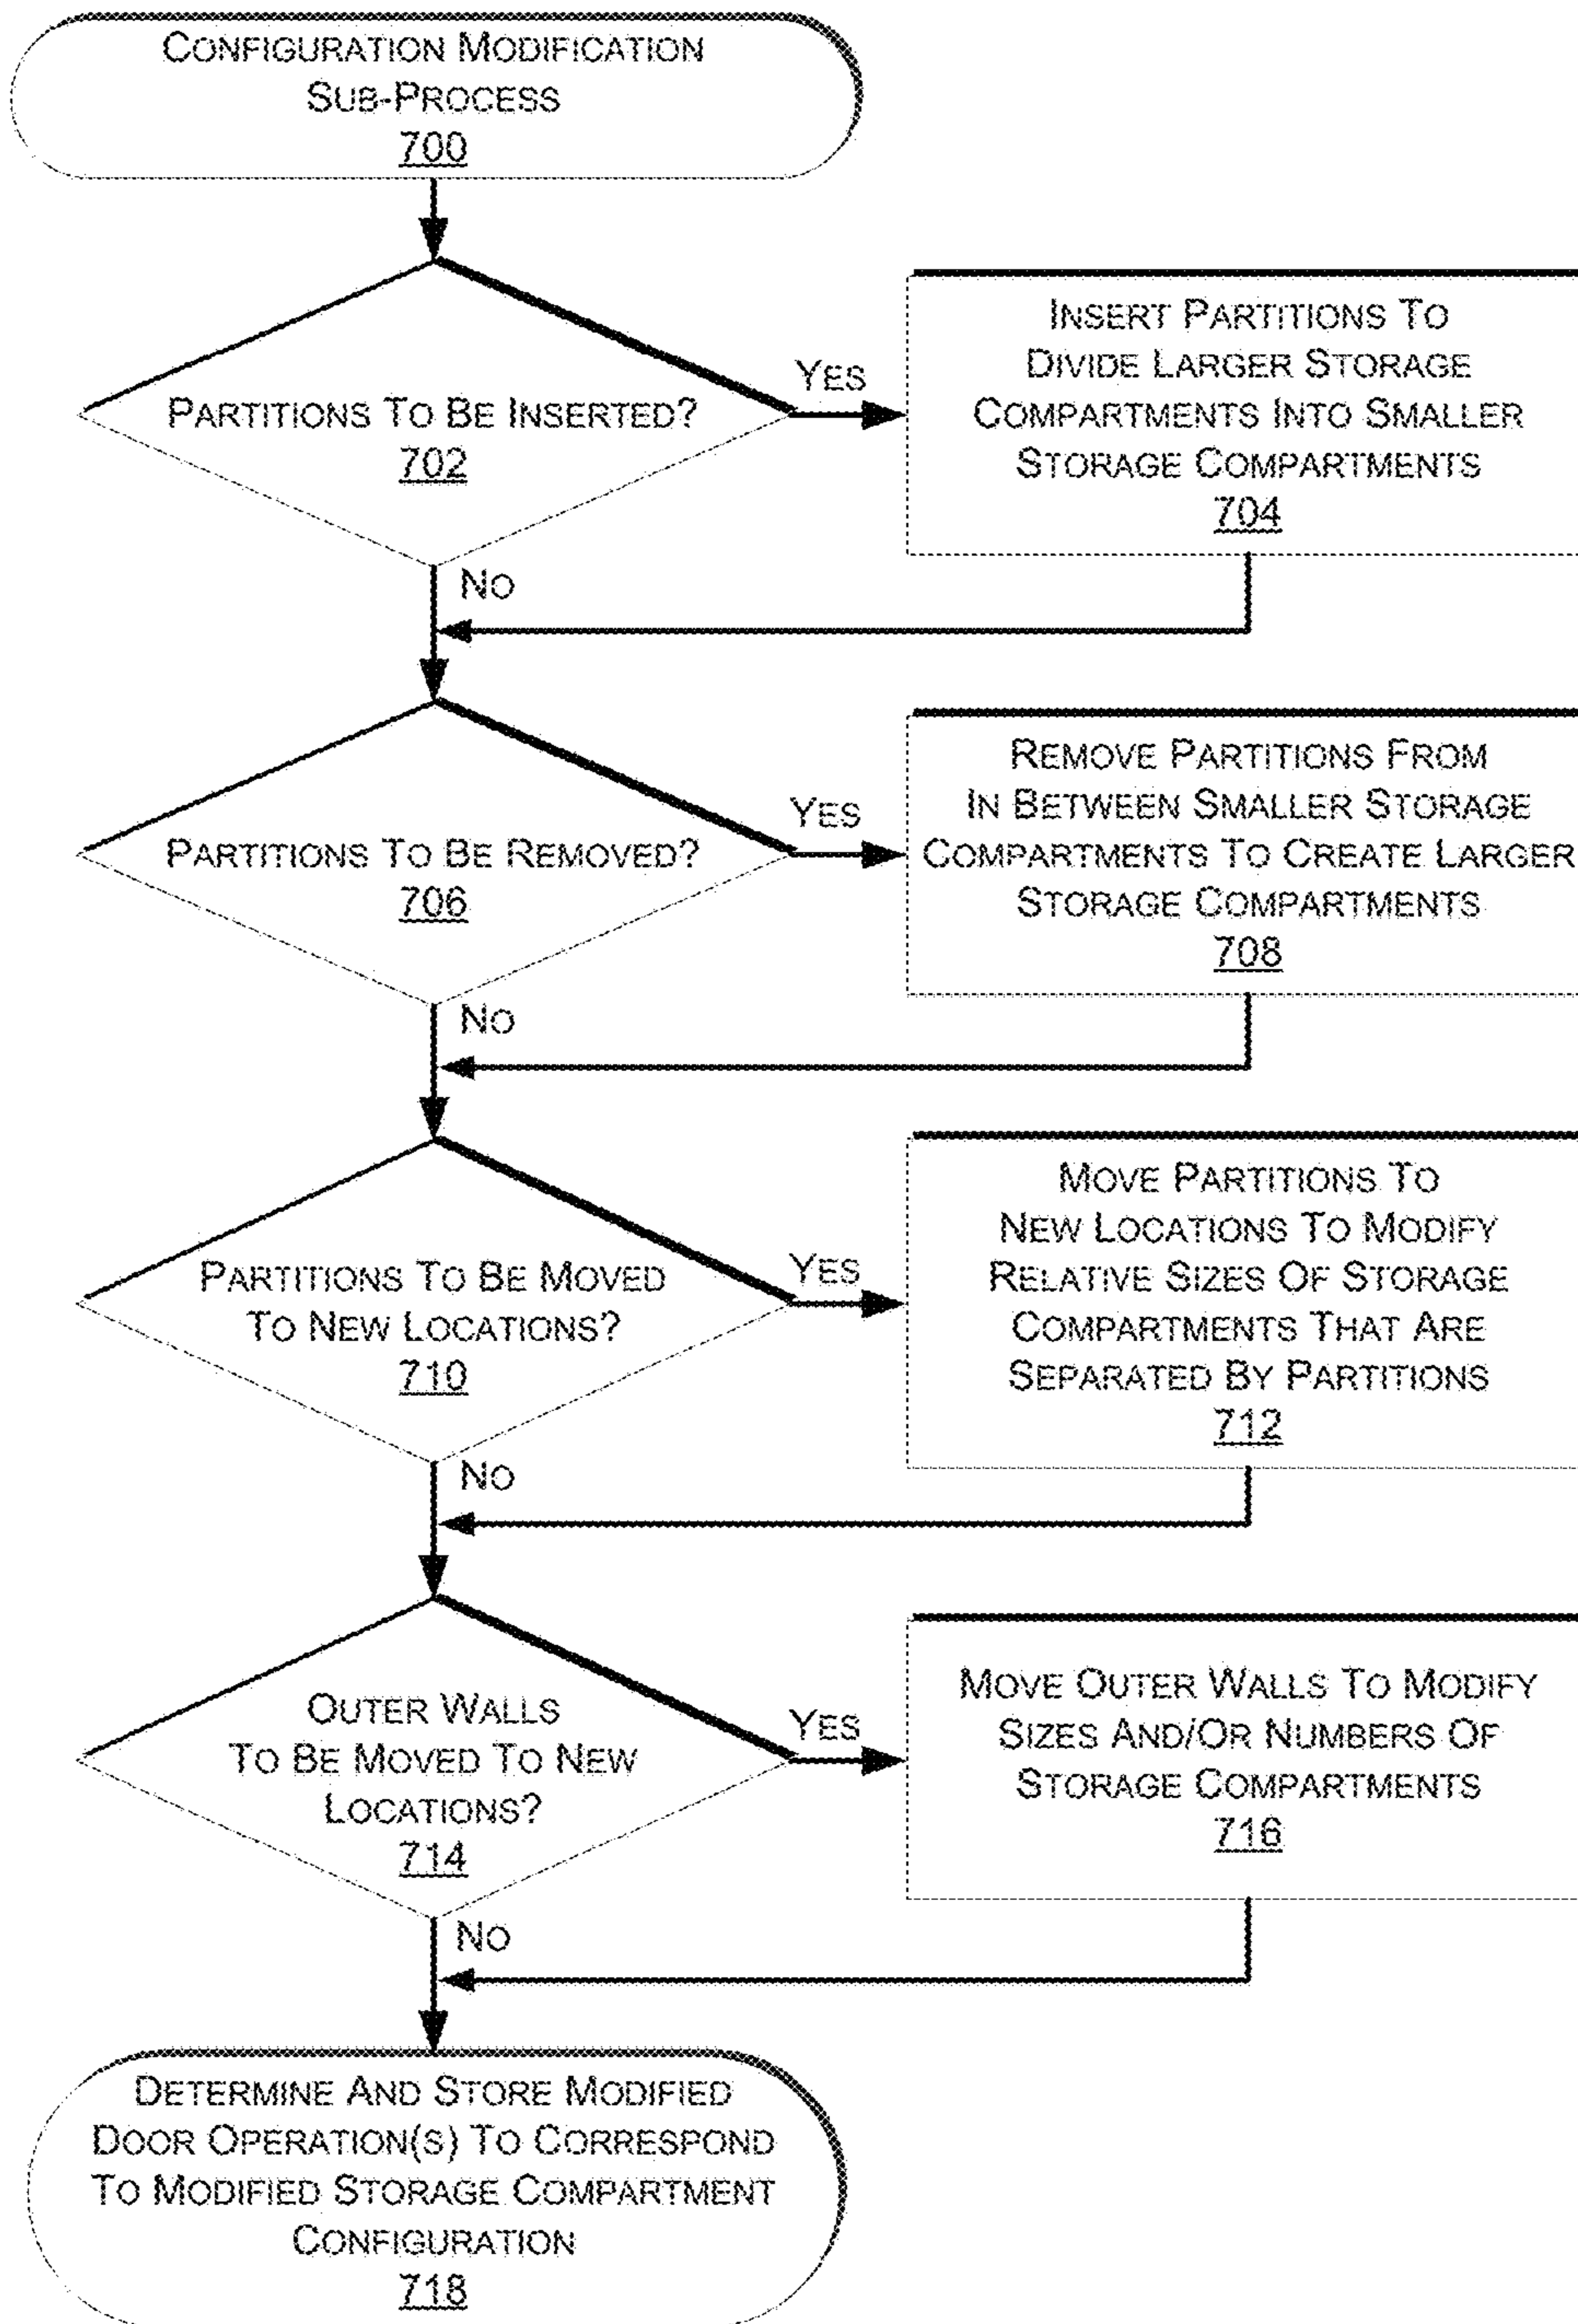 CONFIGURATION MODIFICATION
SUB-PROCESS
700
PARTITIONS TO BE INSERTED?
702
YES
INSERT PARTITIONS TO
DIVIDE LARGER STORAGE
COMPARTMENTS INTO SMALLER
STORAGE COMPARTMENTS
704
NO
PARTITIONS TO BE REMOVED?
706
YES
REMOVE PARTITIONS FROM
IN BETWEEN SMALLER STORAGE
COMPARTMENTS TO CREATE LARGER
STORAGE COMPARTMENTS
708
NO
PARTITIONS TO BE MOVED
TO NEW LOCATIONS?
710
YES
MOVE PARTITIONS TO
NEW LOCATIONS TO MODIFY
RELATIVE SIZES OF STORAGE
COMPARTMENTS THAT ARE
SEPARATED BY PARTITIONS
712
NO
OUTER WALLS
TO BE MOVED TO NEW
LOCATIONS?
714
YES
MOVE OUTER WALLS TO MODIFY
SIZES AND/OR NUMBERS OF
STORAGE COMPARTMENTS
716
NO
DETERMINE AND STORE MODIFIED
DOOR OPERATION(S) TO CORRESPOND
TO MODIFIED STORAGE COMPARTMENT
CONFIGURATION
718